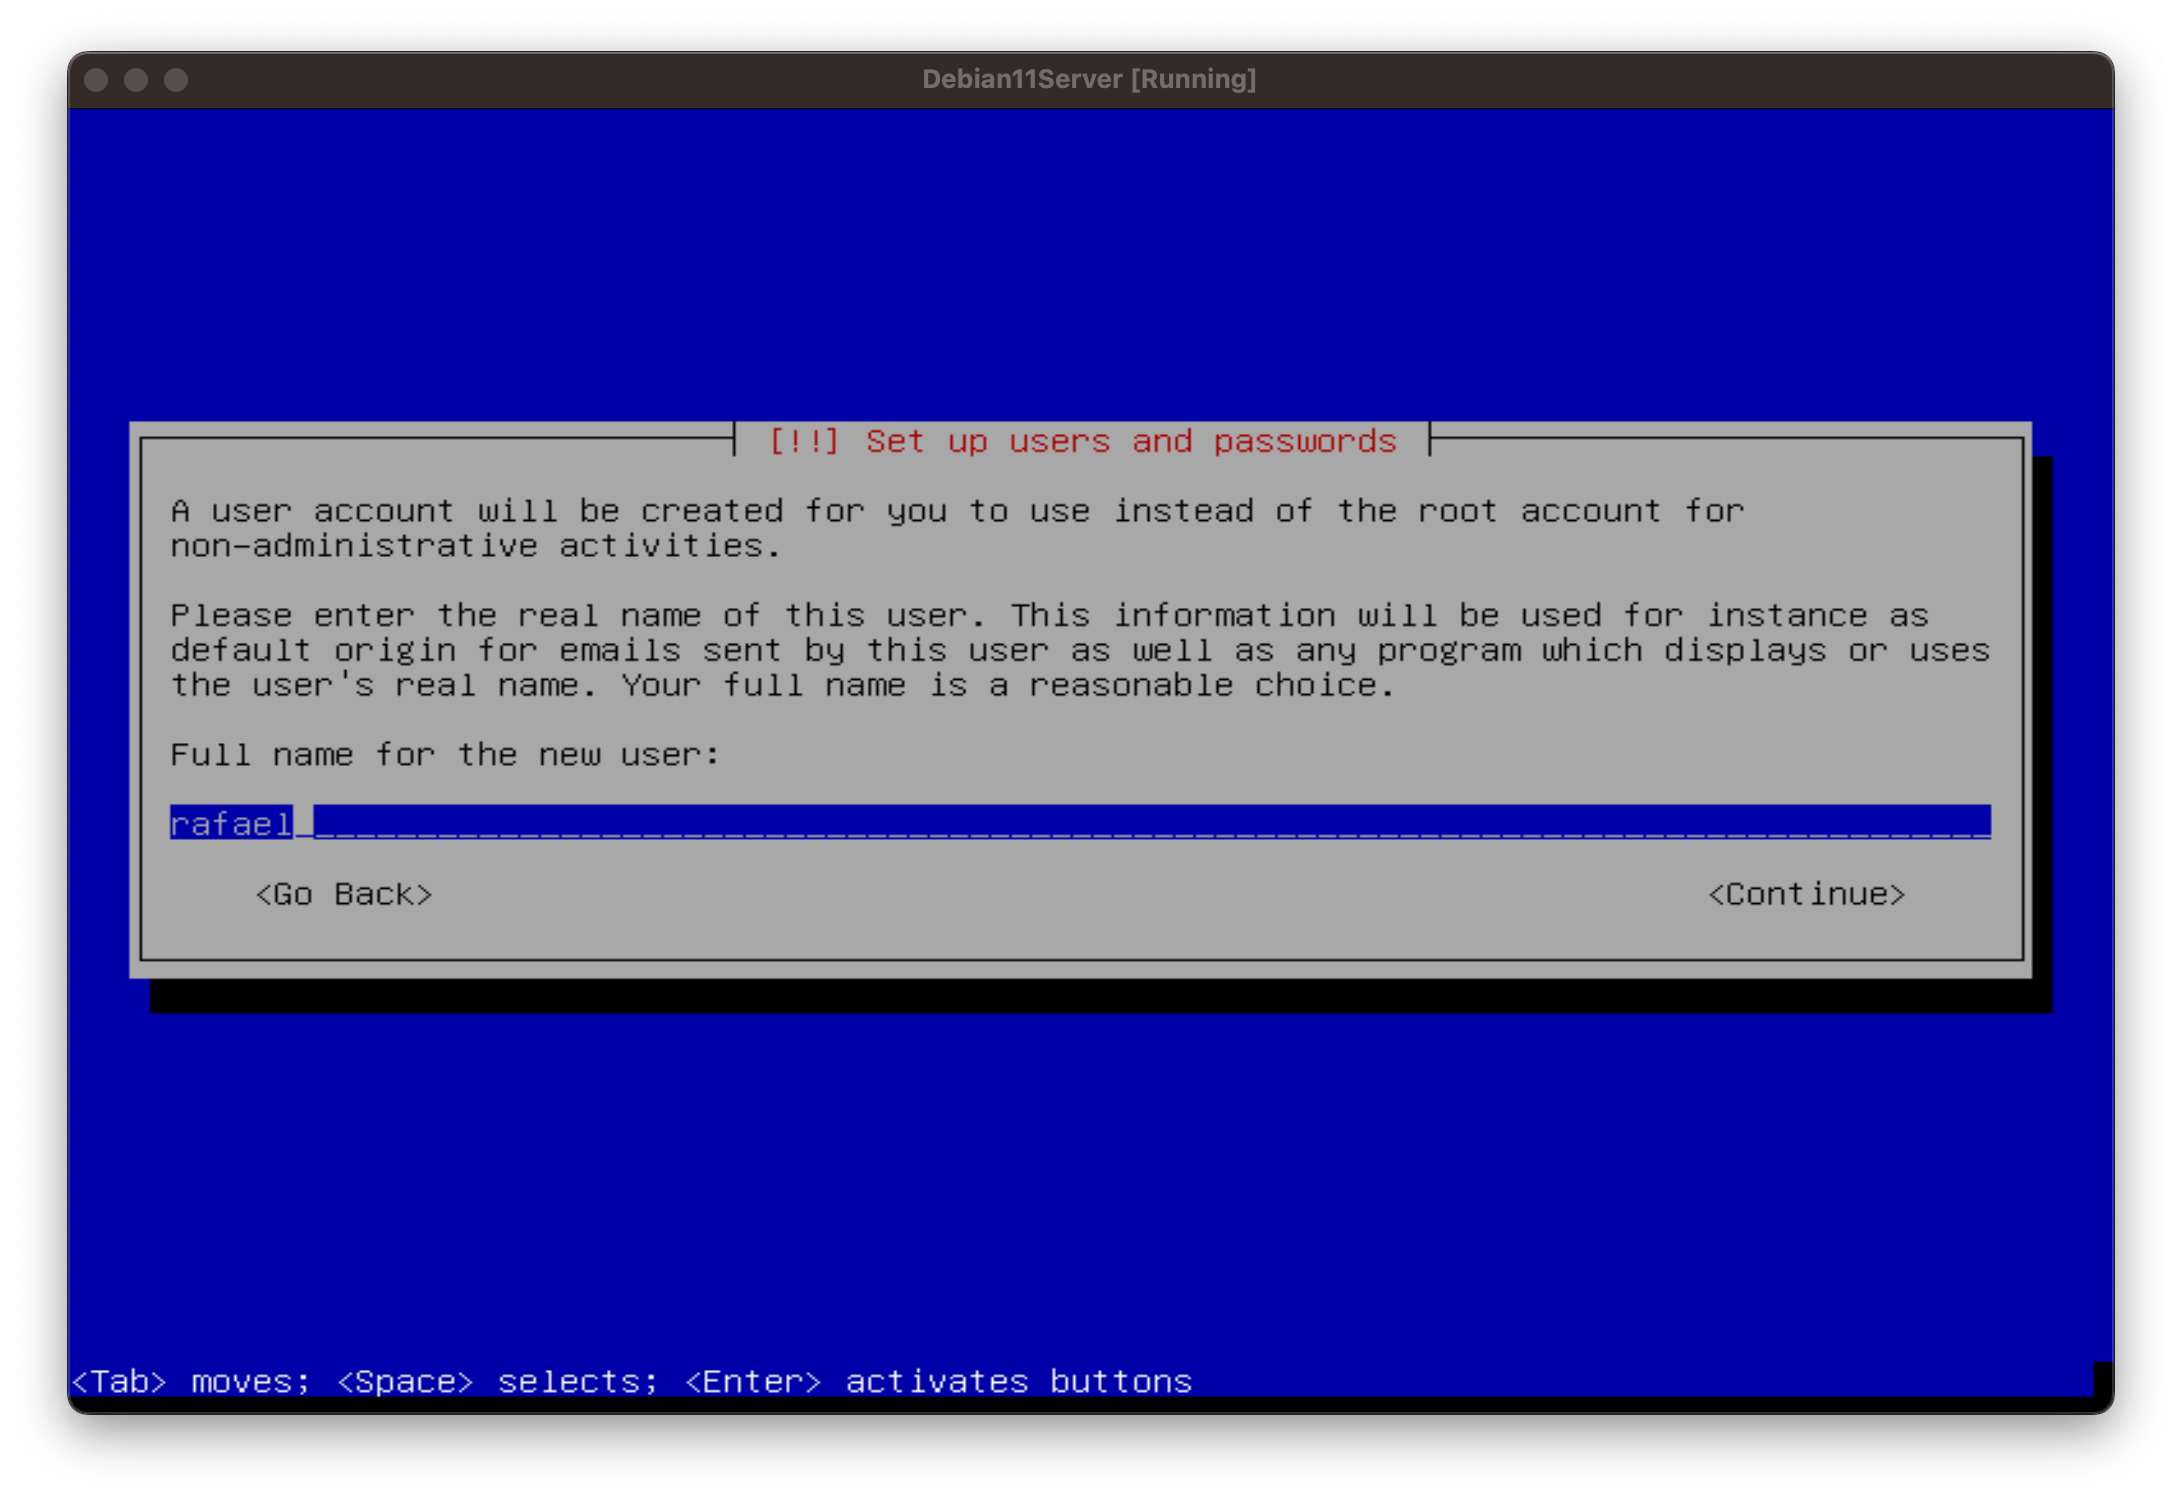 Debian11Server [Running]
[!!] Set up users and passwords
A user account will be created for you to use instead of the root account for
non-administrative activities.
Please enter the real name of this user. This information will be used for instance as
default origin for emails sent by this user as well as any program which displays or uses
the user's real name. Your full name is a reasonable choice.
Full name for the new user:
rafael
<Go Back> <Continue>
<Tab> moves; <Space> selects; <Enter> activates buttons